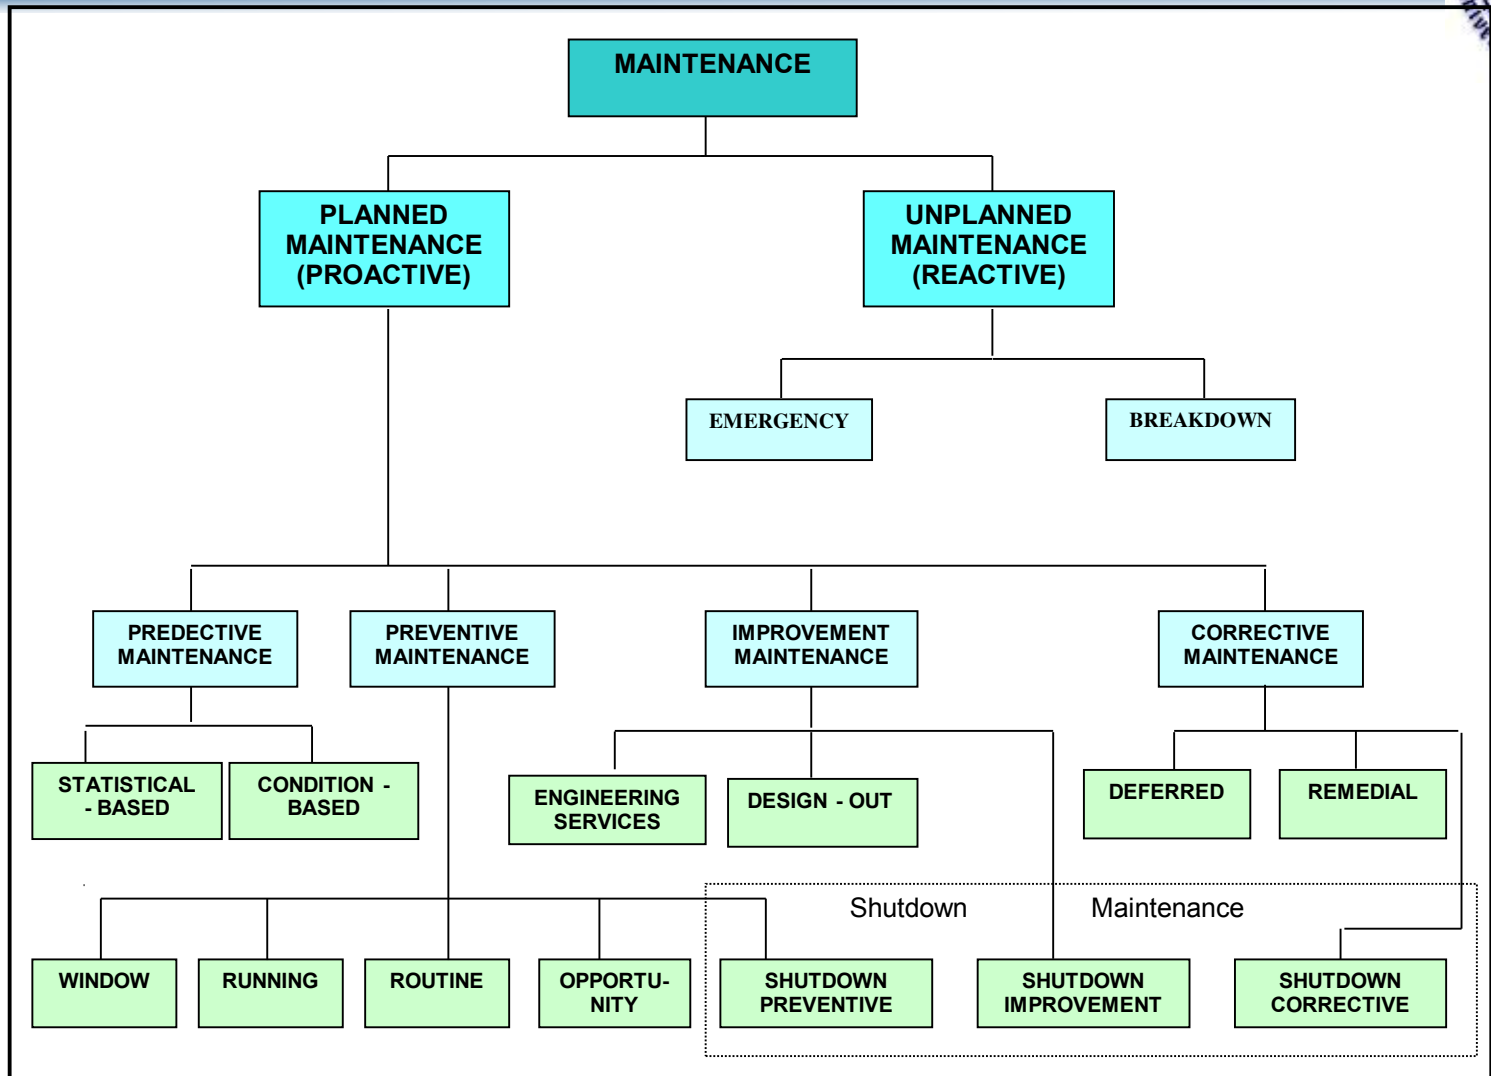 MAINTENANCE
PLANNED
MAINTENANCE
(PROACTIVE)
UNPLANNED
MAINTENANCE
(REACTIVE)
EMERGENCY
BREAKDOWN
PREDECTIVE
MAINTENANCE
PREVENTIVE
MAINTENANCE
IMPROVEMENT
MAINTENANCE
CORRECTIVE
MAINTENANCE
STATISTICAL
- BASED
CONDITION -
BASED
ENGINEERING
SERVICES
DESIGN - OUT
DEFERRED
REMEDIAL
Shutdown Maintenance
WINDOW
RUNNING
ROUTINE
OPPORTU-
NITY
SHUTDOWN
PREVENTIVE
SHUTDOWN
IMPROVEMENT
SHUTDOWN
CORRECTIVE